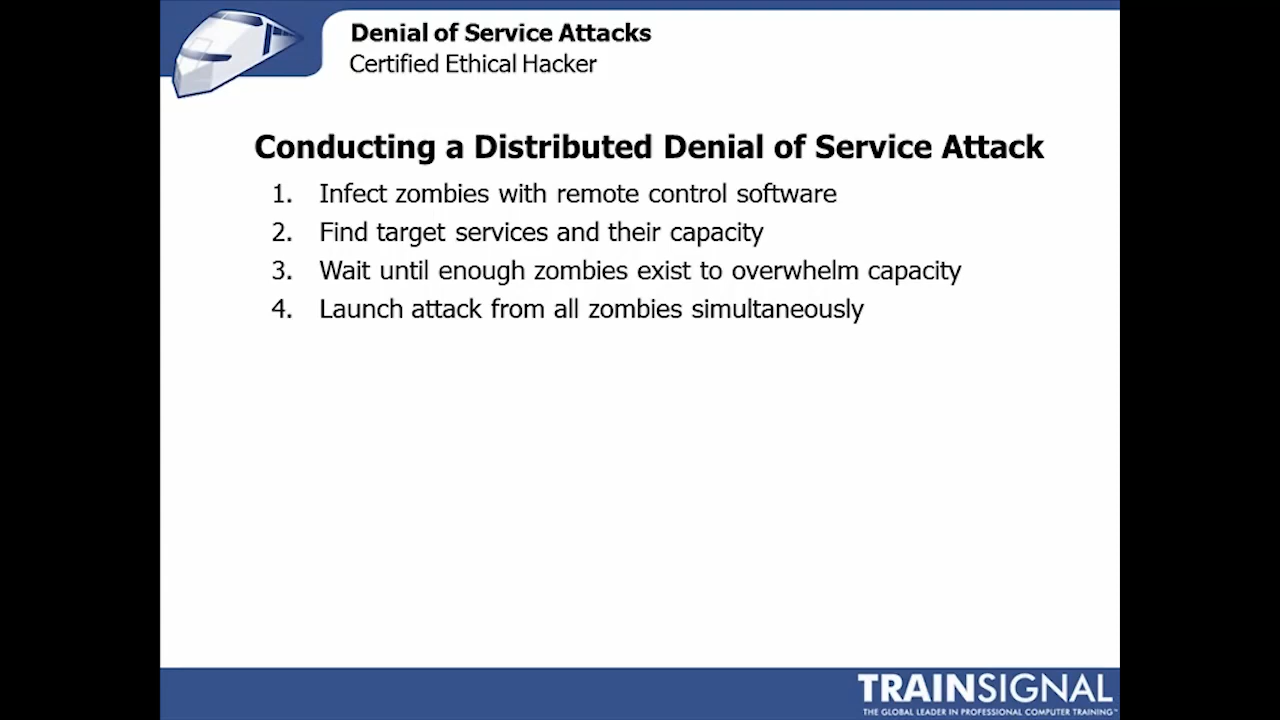 Denial of Service Attacks
Certified Ethical Hacker
Conducting a Distributed Denial of Service Attack
1. Infect zombies with remote control software
2. Find target services and their capacity
3. Wait until enough zombies exist to overwhelm capacity
4. Launch attack from all zombies simultaneously
TRAINSIGNAL
THE GLOBAL LEADER IN PROFESSIONAL COMPUTER TRAINING™